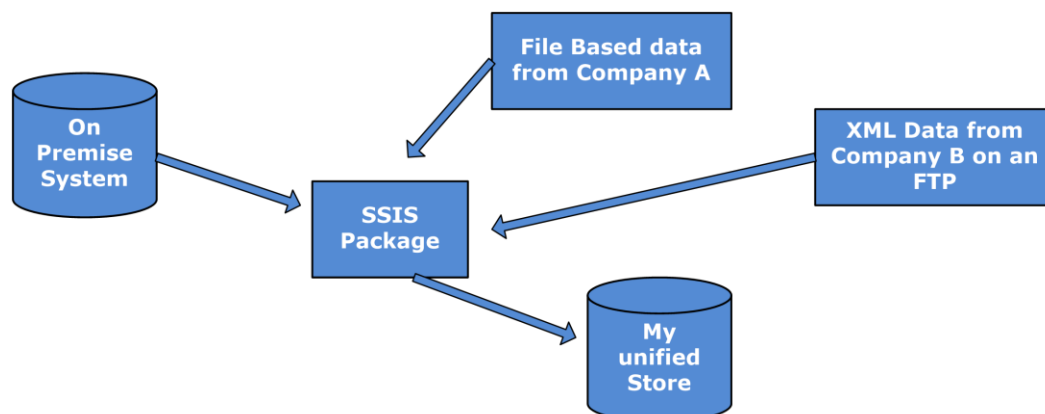 File Based data
from Company A
On
Premise
System
XML Data from
Company B on an
FTP
SSIS
Package
My
unified
Store